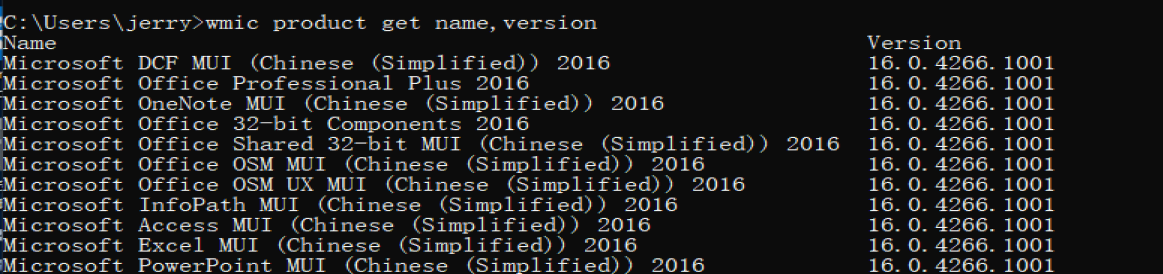 C:\Users\jerry>wmic product get name,version
Name Version
Microsoft DCF MUI (Chinese (Simplified)) 2016 16.0.4266.1001
Microsoft Office Professional Plus 2016 16.0.4266.1001
Microsoft OneNote MUI (Chinese (Simplified)) 2016 16.0.4266.1001
Microsoft Office 32-bit Components 2016 16.0.4266.1001
Microsoft Office Shared 32-bit MUI (Chinese (Simplified)) 2016 16.0.4266.1001
Microsoft Office OSM MUI (Chinese (Simplified)) 2016 16.0.4266.1001
Microsoft Office OSM UX MUI (Chinese (Simplified)) 2016 16.0.4266.1001
Microsoft InfoPath MUI (Chinese (Simplified)) 2016 16.0.4266.1001
Microsoft Access MUI (Chinese (Simplified)) 2016 16.0.4266.1001
Microsoft Excel MUI (Chinese (Simplified)) 2016 16.0.4266.1001
Microsoft PowerPoint MUI (Chinese (Simplified)) 2016 16.0.4266.1001